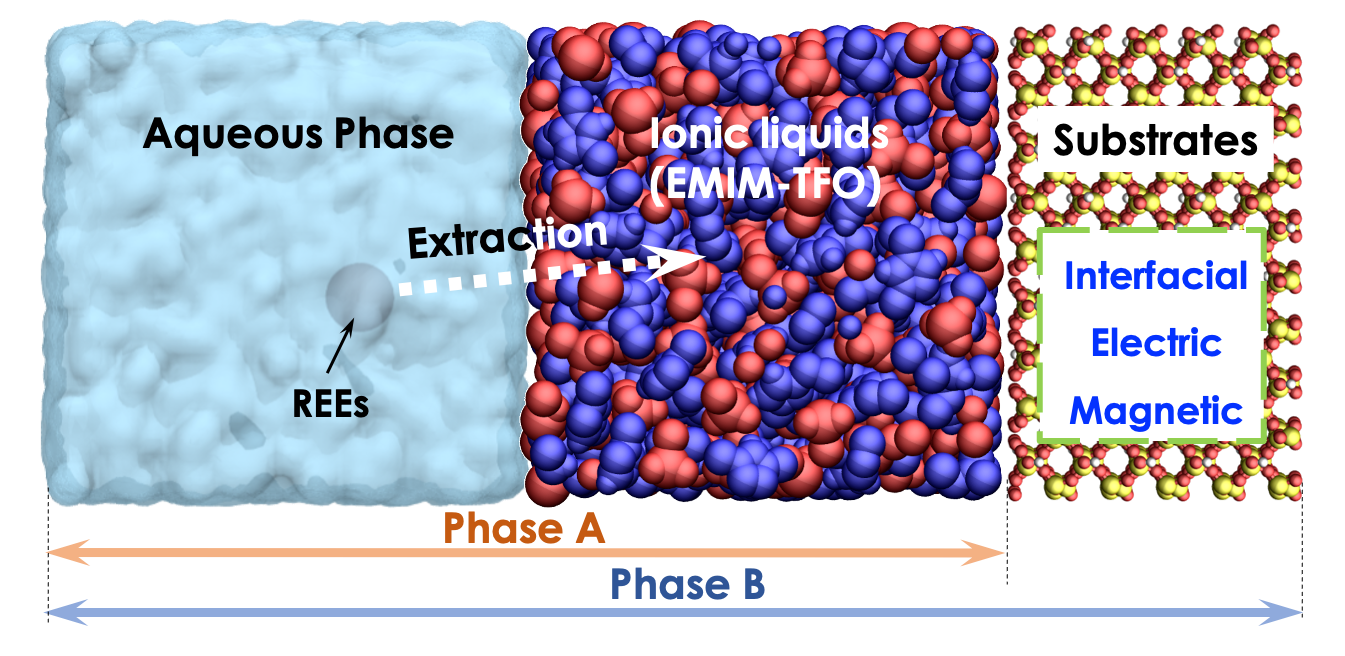 Aqueous Phase
Ionic liquids
(EMIM-TFO)
Substrates
Extraction
Interfacial
Electric
Magnetic
REEs
Phase A
Phase B